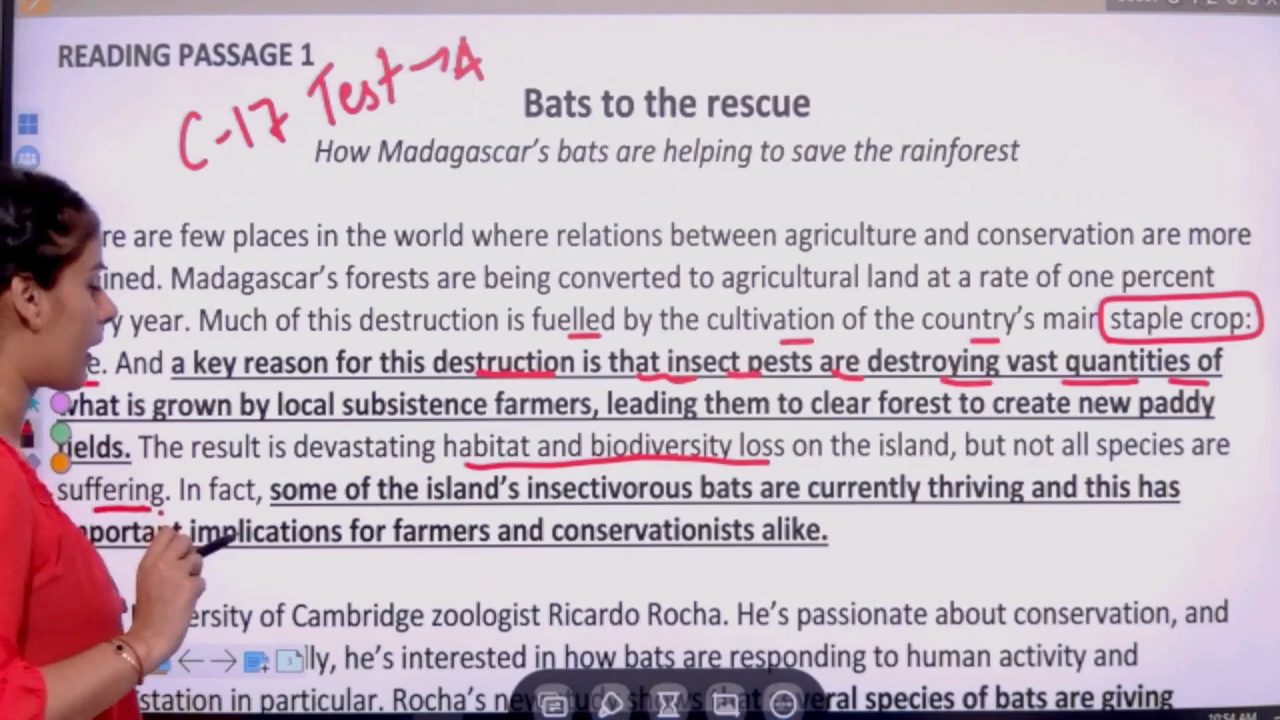 READING PASSAGE 1
C-17 Test → 4
Bats to the rescue
How Madagascar's bats are helping to save the rainforest
re are few places in the world where relations between agriculture and conservation are more
ined. Madagascar's forests are being converted to agricultural land at a rate of one percent
y year. Much of this destruction is fuelled by the cultivation of the country's main staple crop:
e. And a key reason for this destruction is that insect pests are destroying vast quantities of
what is grown by local subsistence farmers, leading them to clear forest to create new paddy
ields. The result is devastating habitat and biodiversity loss on the island, but not all species are
suffering. In fact, some of the island's insectivorous bats are currently thriving and this has
portant implications for farmers and conservationists alike.
ersity of Cambridge zoologist Ricardo Rocha. He's passionate about conservation, and
lly, he's interested in how bats are responding to human activity and
station in particular. Rocha's new study shows that several species of bats are giving